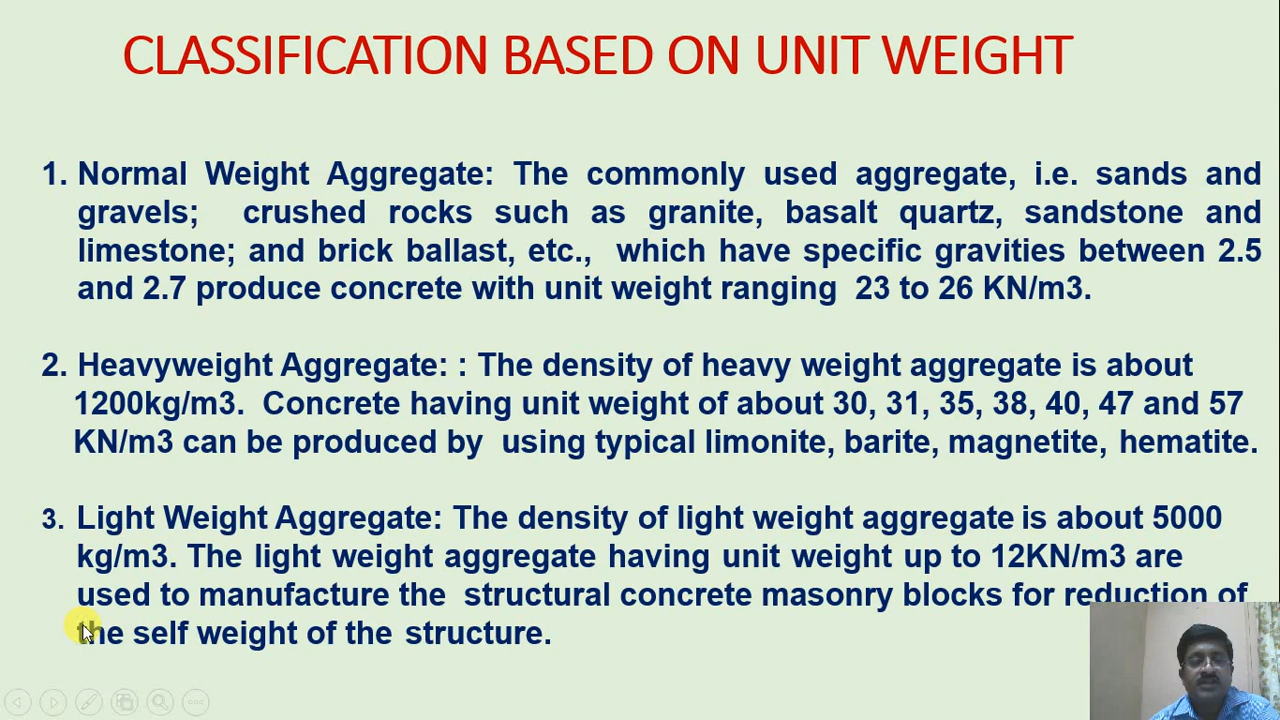 CLASSIFICATION BASED ON UNIT WEIGHT
1. Normal Weight Aggregate: The commonly used aggregate, i.e. sands and
gravels; crushed rocks such as granite, basalt quartz, sandstone and
limestone; and brick ballast, etc., which have specific gravities between 2.5
and 2.7 produce concrete with unit weight ranging 23 to 26 KN/m3.
2. Heavyweight Aggregate: : The density of heavy weight aggregate is about
1200kg/m3. Concrete having unit weight of about 30, 31, 35, 38, 40, 47 and 57
KN/m3 can be produced by using typical limonite, barite, magnetite, hematite.
3. Light Weight Aggregate: The density of light weight aggregate is about 5000
kg/m3. The light weight aggregate having unit weight up to 12KN/m3 are
used to manufacture the structural concrete masonry blocks for reduction of
the self weight of the structure.